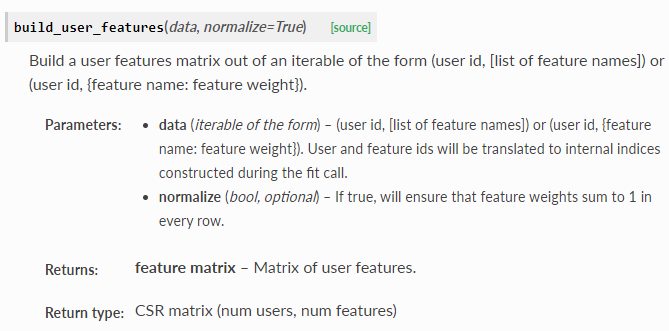 build_user_features(data, normalize=True) [source]
Build a user features matrix out of an iterable of the form (user id, [list of feature names]) or
(user id, {feature name: feature weight}).
Parameters: • data (iterable of the form) – (user id, [list of feature names]) or (user id, {feature
name: feature weight}). User and feature ids will be translated to internal indices
constructed during the fit call.
• normalize (bool, optional) – If true, will ensure that feature weights sum to 1 in
every row.
Returns: feature matrix – Matrix of user features.
Return type: CSR matrix (num users, num features)